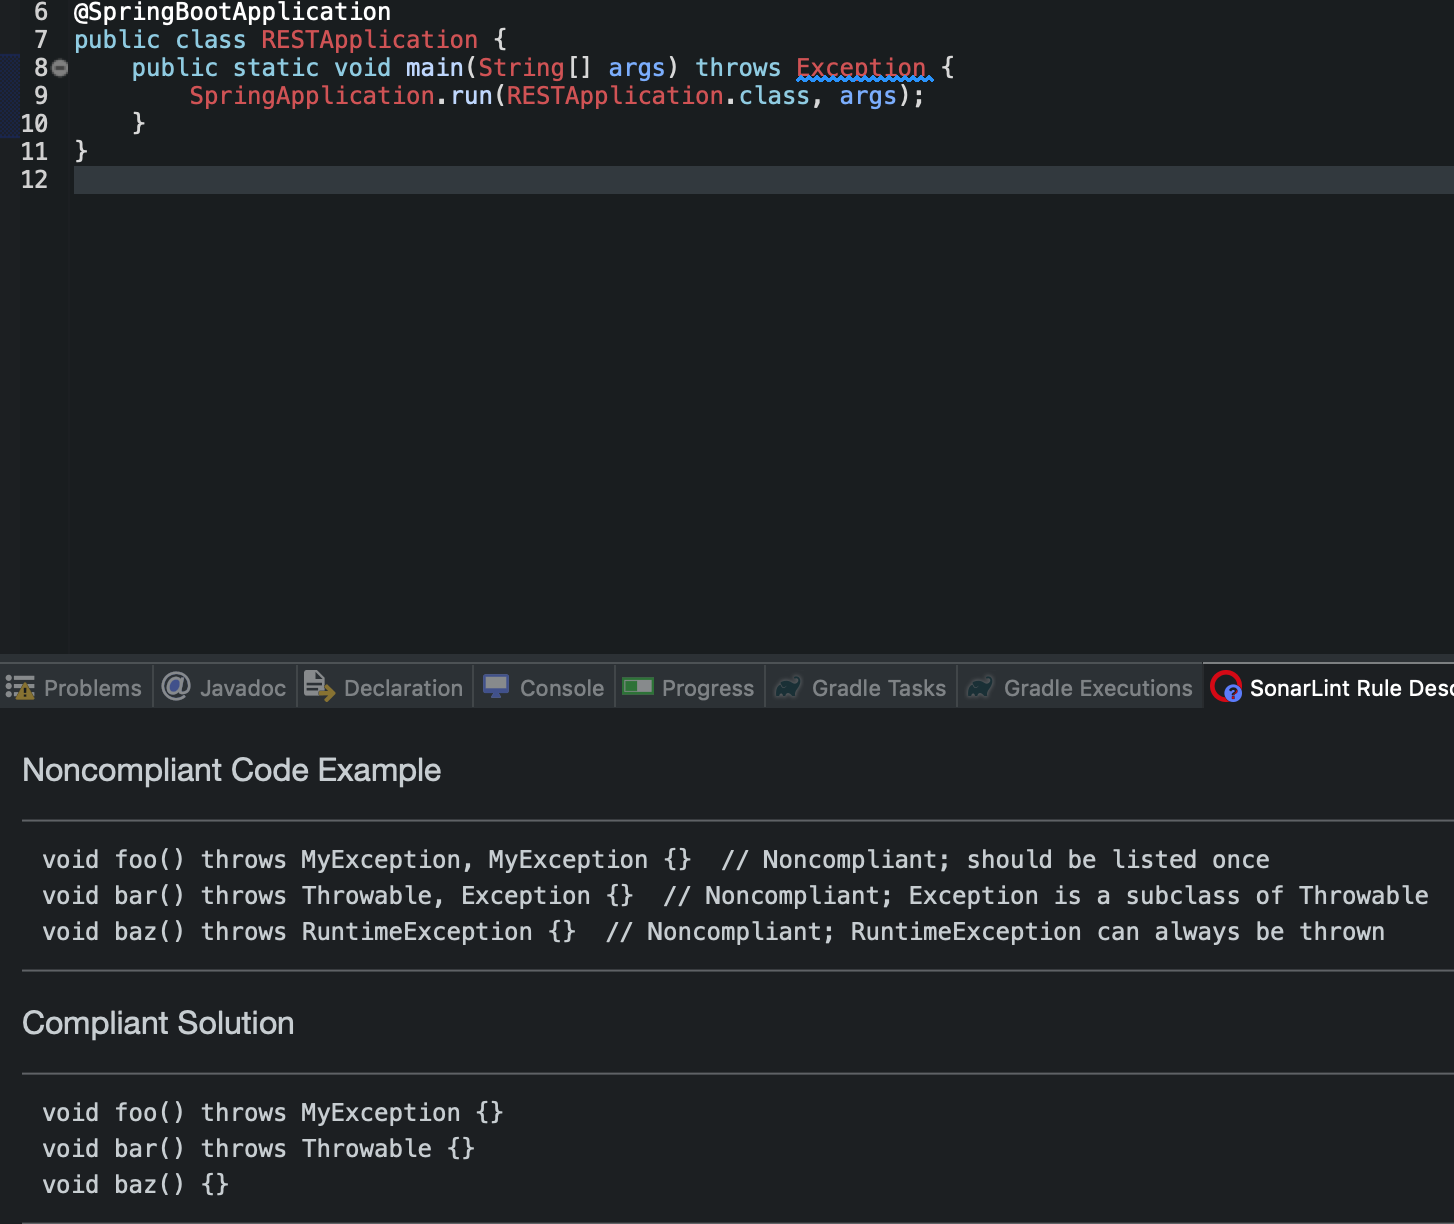 6 @SpringBootApplication
7 public class RESTApplication {
8 public static void main(String[] args) throws Exception {
9 SpringApplication.run(RESTApplication.class, args);
10 }
11 }
12
Problems @ Javadoc Declaration Console Progress Gradle Tasks Gradle Executions SonarLint Rule Desc
Noncompliant Code Example
void foo() throws MyException, MyException {}  // Noncompliant; should be listed once
void bar() throws Throwable, Exception {}  // Noncompliant; Exception is a subclass of Throwable
void baz() throws RuntimeException {}  // Noncompliant; RuntimeException can always be thrown
Compliant Solution
void foo() throws MyException {}
void bar() throws Throwable {}
void baz() {}